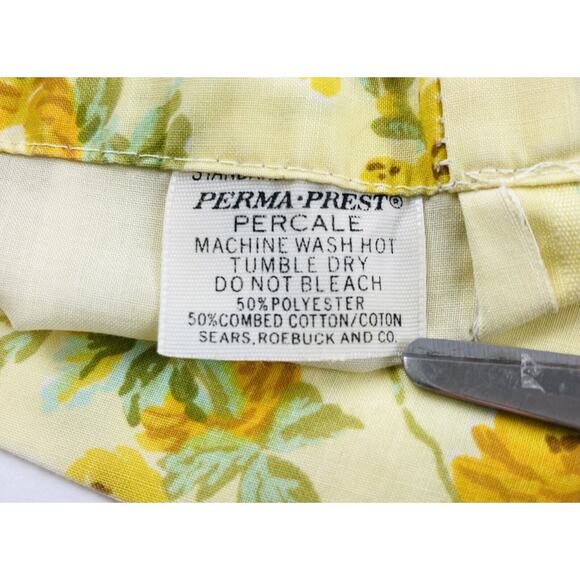 STANDARD
PERMA·PREST®
PERCALE
MACHINE WASH HOT
TUMBLE DRY
DO NOT BLEACH
50% POLYESTER
50% COMBED COTTON/COTON
SEARS, ROEBUCK AND CO.